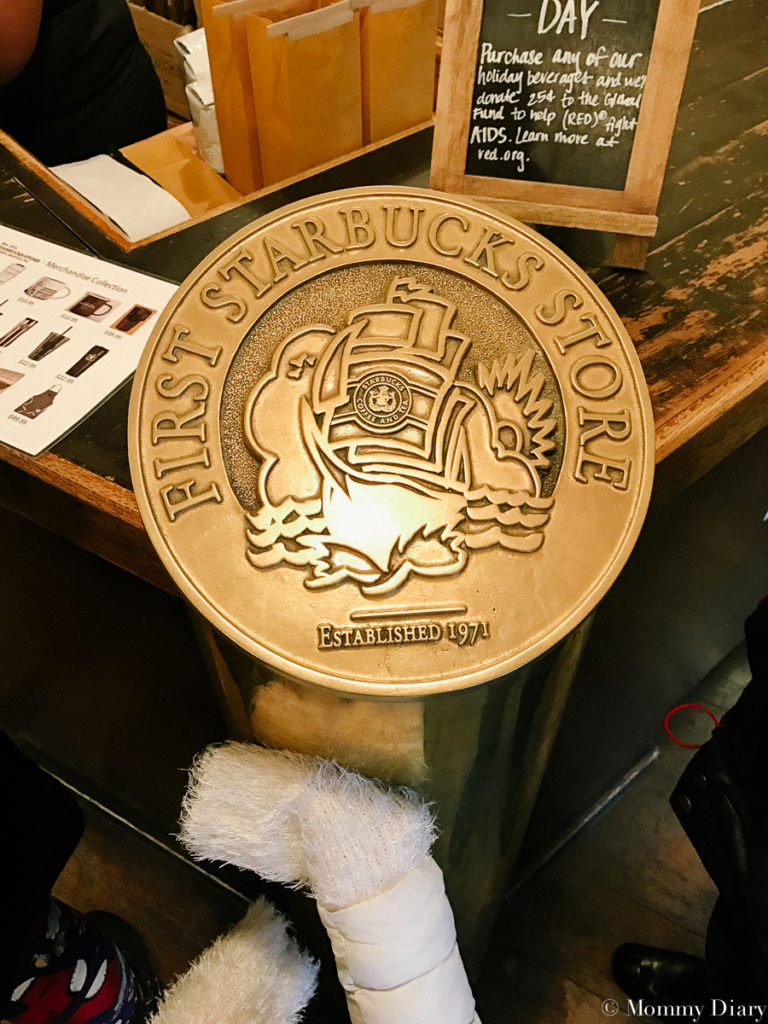 — DAY —
Purchase any of our
holiday beverages and we'll
donate 25¢ to the Global
Fund to help (RED)® fight
AIDS. Learn more at
red.org.
Merchandise Collection
FIRST STARBUCKS STORE
STARBUCKS
COFFEE AND TEA
ESTABLISHED 1971
© Mommy Diary